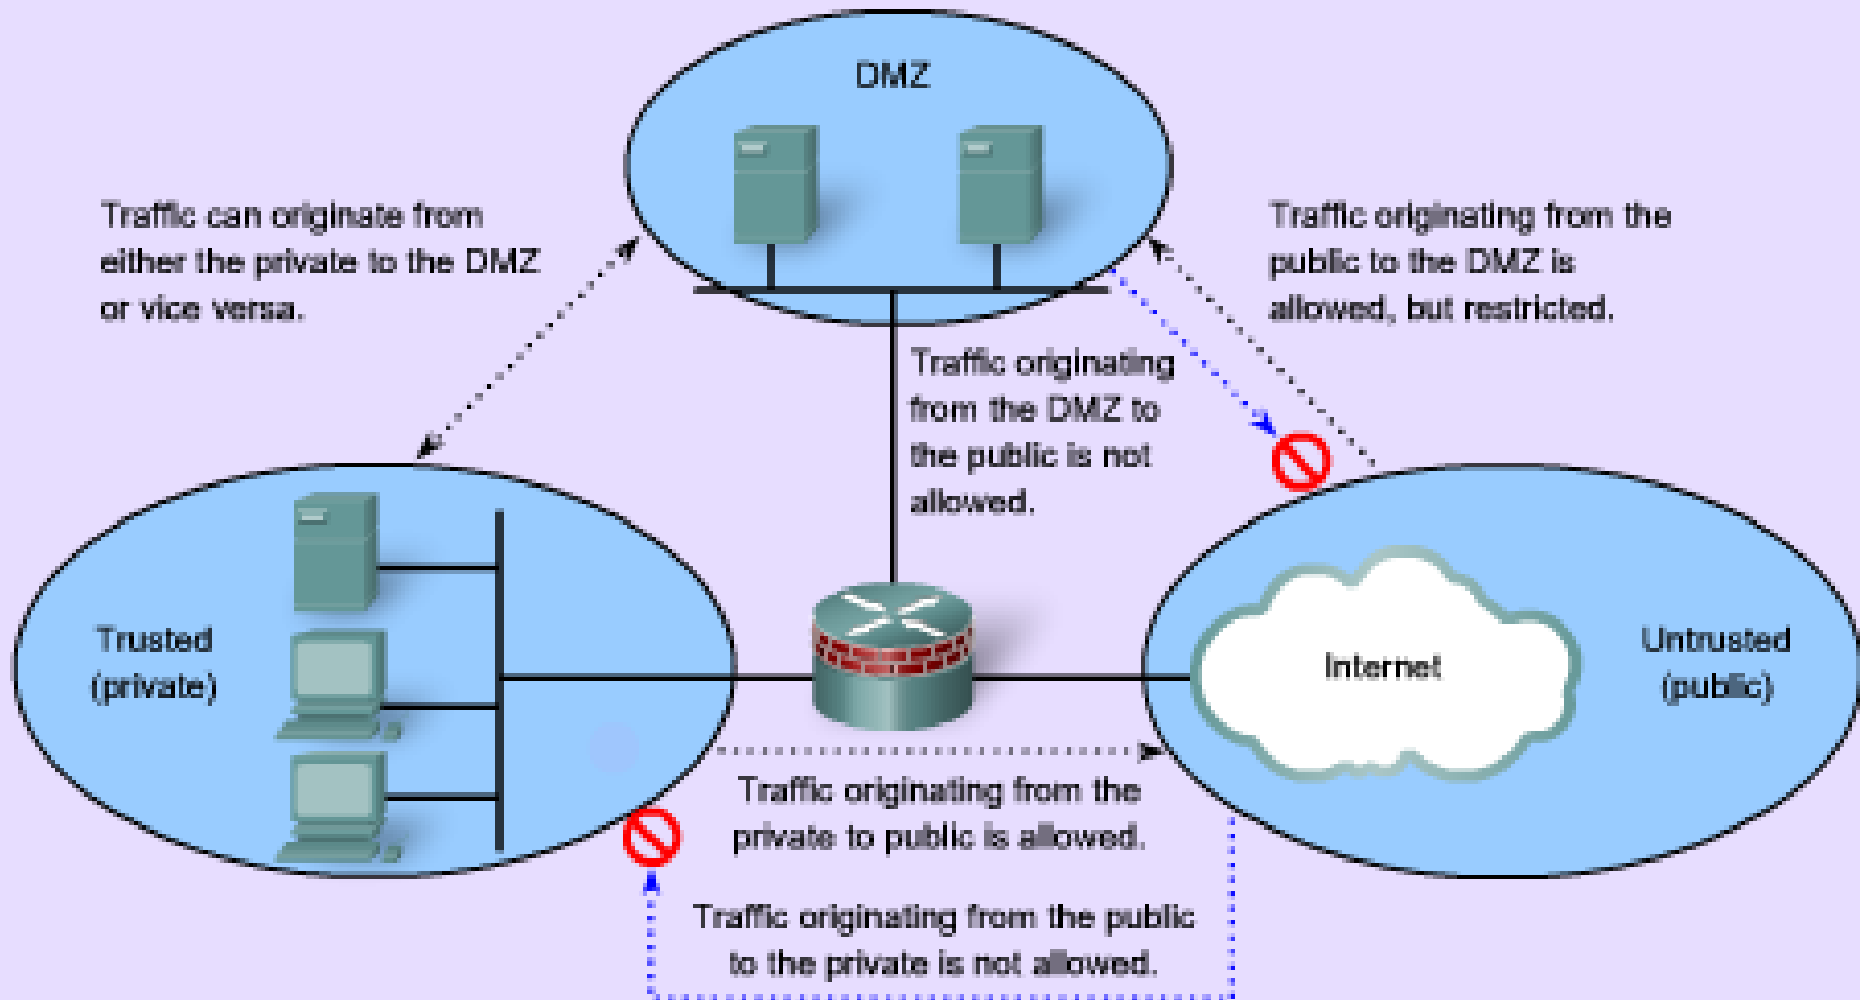 DMZ
Traffic can originate from
either the private to the DMZ
or vice versa.
Traffic originating from the
public to the DMZ is
allowed, but restricted.
Traffic originating
from the DMZ to
the public is not
allowed.
Trusted
(private)
Internet
Untrusted
(public)
Traffic originating from the
private to public is allowed.
Traffic originating from the public
to the private is not allowed.